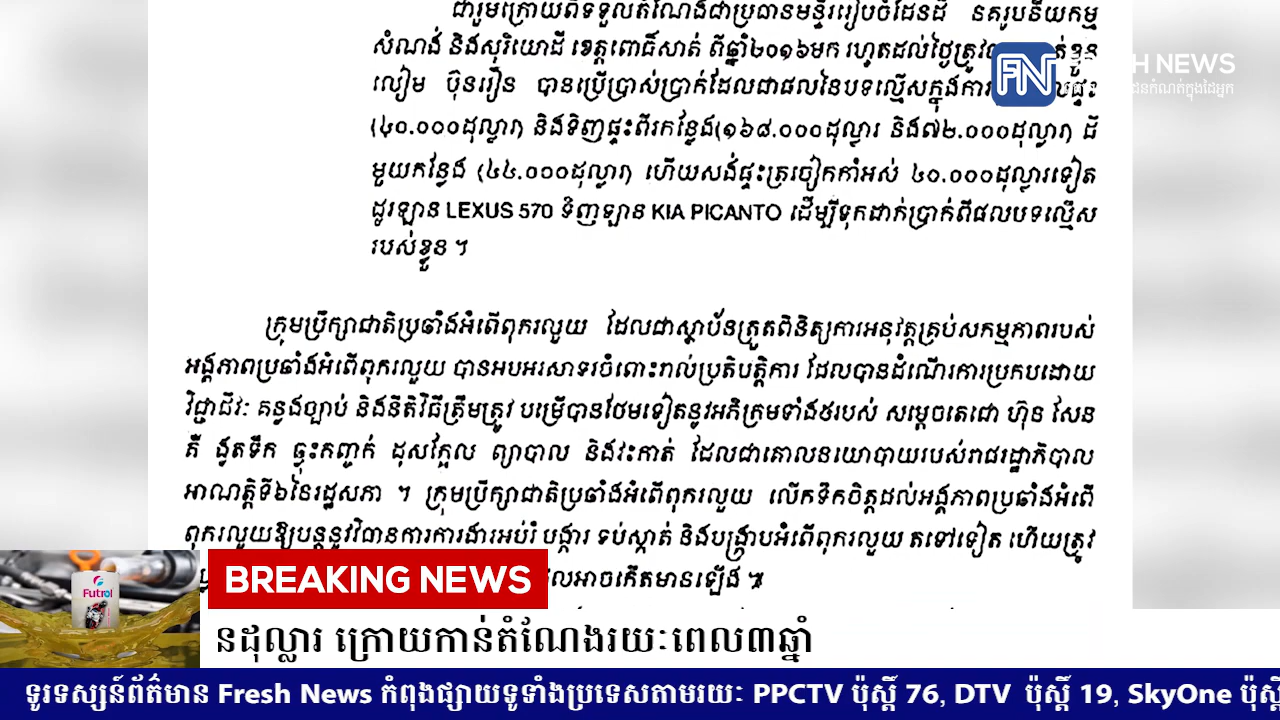 ជារួមក្រោយពីទទួលតំណែងជាប្រធានមន្ទីររៀបចំដែនដី នគរូបនីយកម្ម
សំណង់ និងសុរិយោដី ខេត្តពោធិ៍សាត់ ពីឆ្នាំ២០១៦មក រហូតដល់ថ្ងៃត្រូវ
FRESH NEWS
លៀម ប៊ុនរឿន បានប្រើប្រាស់ប្រាក់ដែលជាផលនៃបទល្មើសក្នុងការ
(៤០.០០០ដុល្លារ) និងទិញផ្ទះពីរកន្លែង(១៦៨.០០០ដុល្លារ និង៧២.០០០ដុល្លារ) ដី
មួយកន្លែង (៤៤.០០០ដុល្លារ) ហើយសង់ផ្ទះត្រចៀកកាំអស់ ៤០.០០០ដុល្លារទៀត
ដូរឡាន LEXUS 570 ទិញឡាន KIA PICANTO ដើម្បីទុកដាក់ប្រាក់ពីផលបទល្មើស
របស់ខ្លួន ។
ក្រុមប្រឹក្សាជាតិប្រឆាំងអំពើពុករលួយ ដែលជាស្ថាប័នត្រួតពិនិត្យការអនុវត្តគ្រប់សកម្មភាពរបស់
អង្គភាពប្រឆាំងអំពើពុករលួយ បានអបអរសាទរចំពោះរាល់ប្រតិបត្តិការ ដែលបានដំណើរការប្រកបដោយ
វិជ្ជាជីវៈ គន្លងច្បាប់ និងនីតិវិធីត្រឹមត្រូវ បម្រើបានថែមទៀតនូវអភិក្រមទាំង៥របស់ សម្តេចតេជោ ហ៊ុន សែន
គឺ ងូតទឹក ឆ្លុះកញ្ចក់ ដុសក្អែល ព្យាបាល និងវះកាត់ ដែលជាគោលនយោបាយរបស់រាជរដ្ឋាភិបាល
អាណត្តិទី៦នៃរដ្ឋសភា ។ ក្រុមប្រឹក្សាជាតិប្រឆាំងអំពើពុករលួយ លើកទឹកចិត្តដល់អង្គភាពប្រឆាំងអំពើ
ពុករលួយឱ្យបន្តនូវវិធានការការងារអប់រំ បង្ការ ទប់ស្កាត់ និងបង្ក្រាបអំពើពុករលួយ តទៅទៀត ហើយត្រូវ
លអាចកើតមានឡើង ៕
Futrol
BREAKING NEWS
នដុល្លារ ក្រោយកាន់តំណែងរយៈពេល៣ឆ្នាំ
ទូរទស្សន៍ព័ត៌មាន Fresh News កំពុងផ្សាយទូទាំងប្រទេសតាមរយៈ PPCTV ប៉ុស្តិ៍ 76, DTV ប៉ុស្តិ៍ 19, SkyOne ប៉ុស្តិ៍